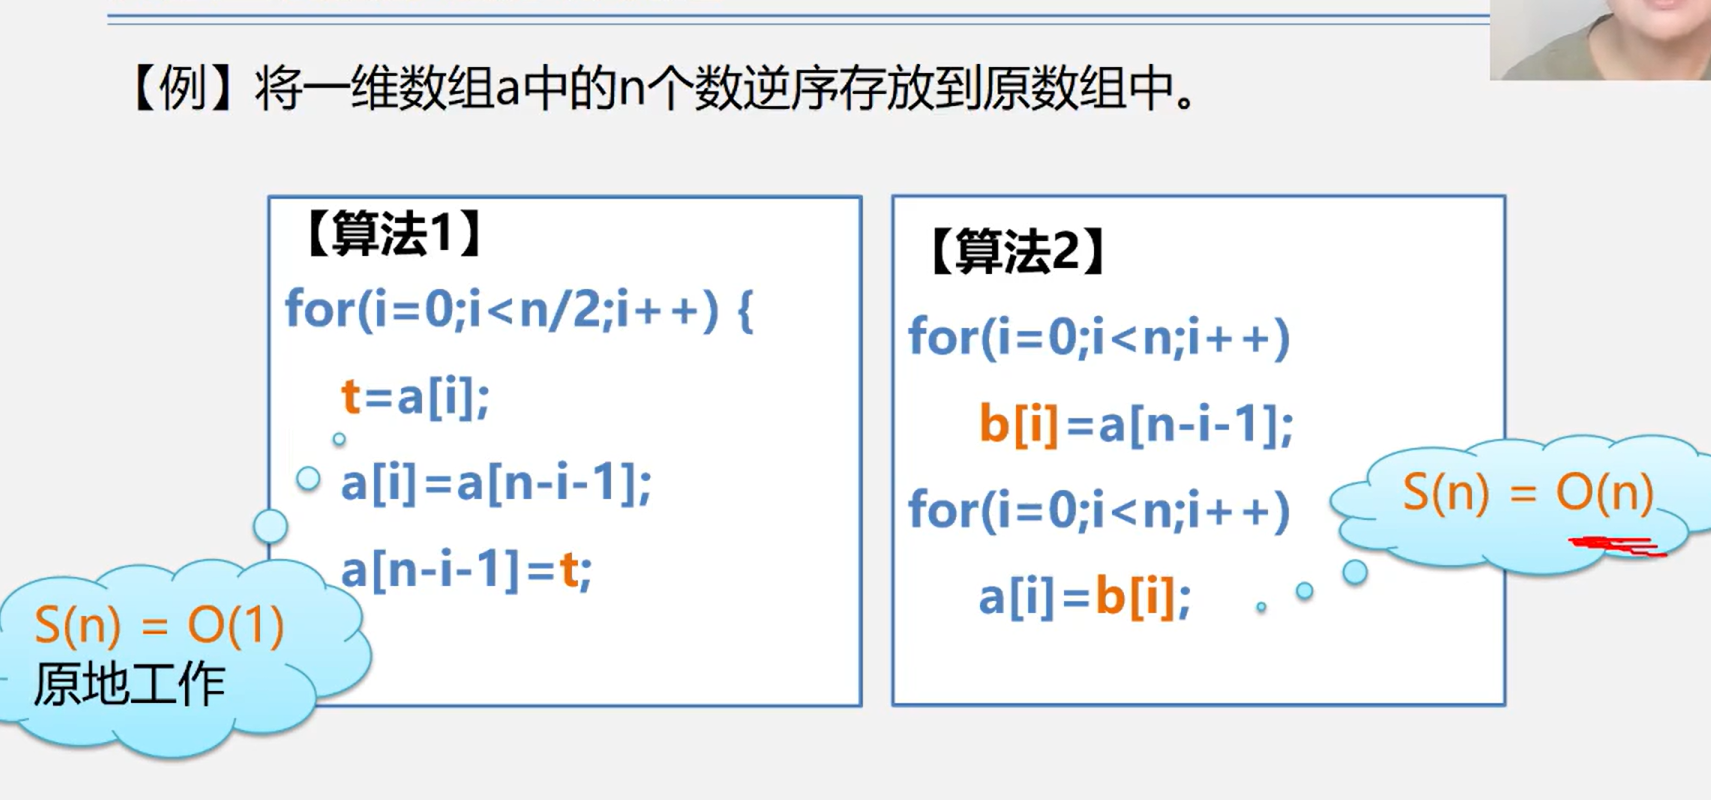 【例】将一维数组a中的n个数逆序存放到原数组中。
【算法1】
for(i=0;i<n/2;i++) {
t=a[i];
a[i]=a[n-i-1];
a[n-i-1]=t;
S(n) = O(1)
原地工作
【算法2】
for(i=0;i<n;i++)
b[i]=a[n-i-1];
for(i=0;i<n;i++)
a[i]=b[i];
S(n) = O(n)